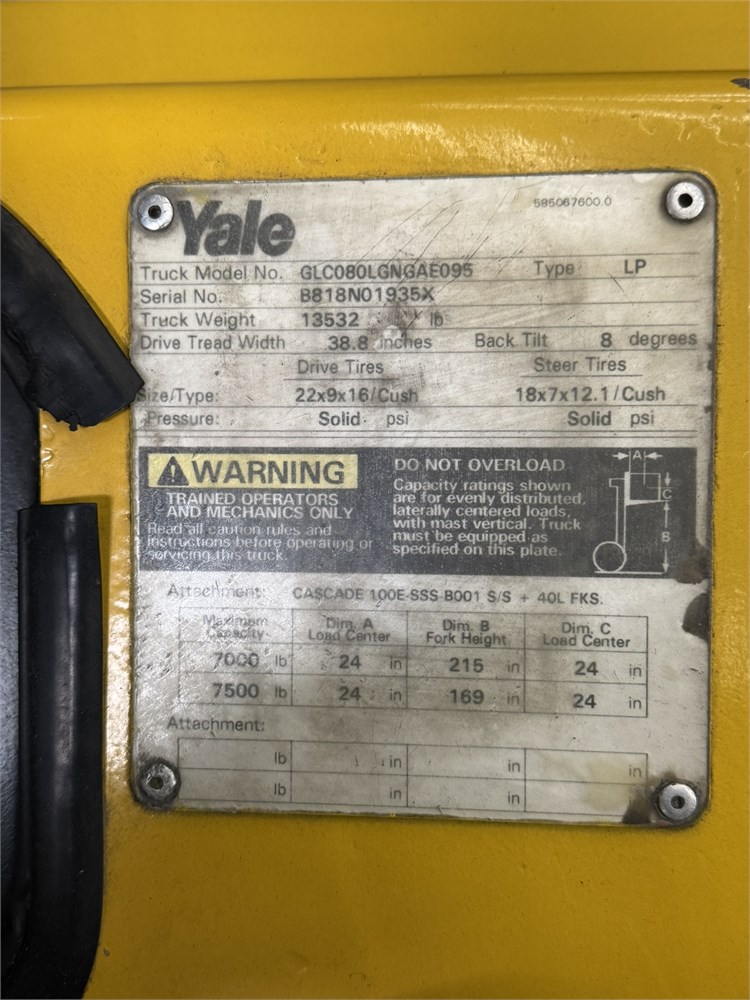 Yale
585067600.0
Truck Model No. GLC080LGNGAE095 Type LP
Serial No. B818N01935X
Truck Weight 13532 lb
Drive Tread Width 38.8 inches Back Tilt 8 degrees
Drive Tires Steer Tires
Size/Type: 22x9x16/Cush 18x7x12.1/Cush
Pressure: Solid psi Solid psi
WARNING
TRAINED OPERATORS
AND MECHANICS ONLY
Read all caution rules and
instructions before operating or
servicing this truck.
DO NOT OVERLOAD
Capacity ratings shown
are for evenly distributed,
laterally centered loads,
with mast vertical. Truck
must be equipped as
specified on this plate.
A
C
B
Attachment: CASCADE 100E-SSS-B001 S/S + 40L FKS.
Maximum Dim. A Dim. B Dim. C
Capacity Load Center Fork Height Load Center
7000 lb 24 in 215 in 24 in
7500 lb 24 in 169 in 24 in
Attachment:
lb in in in
lb in in in